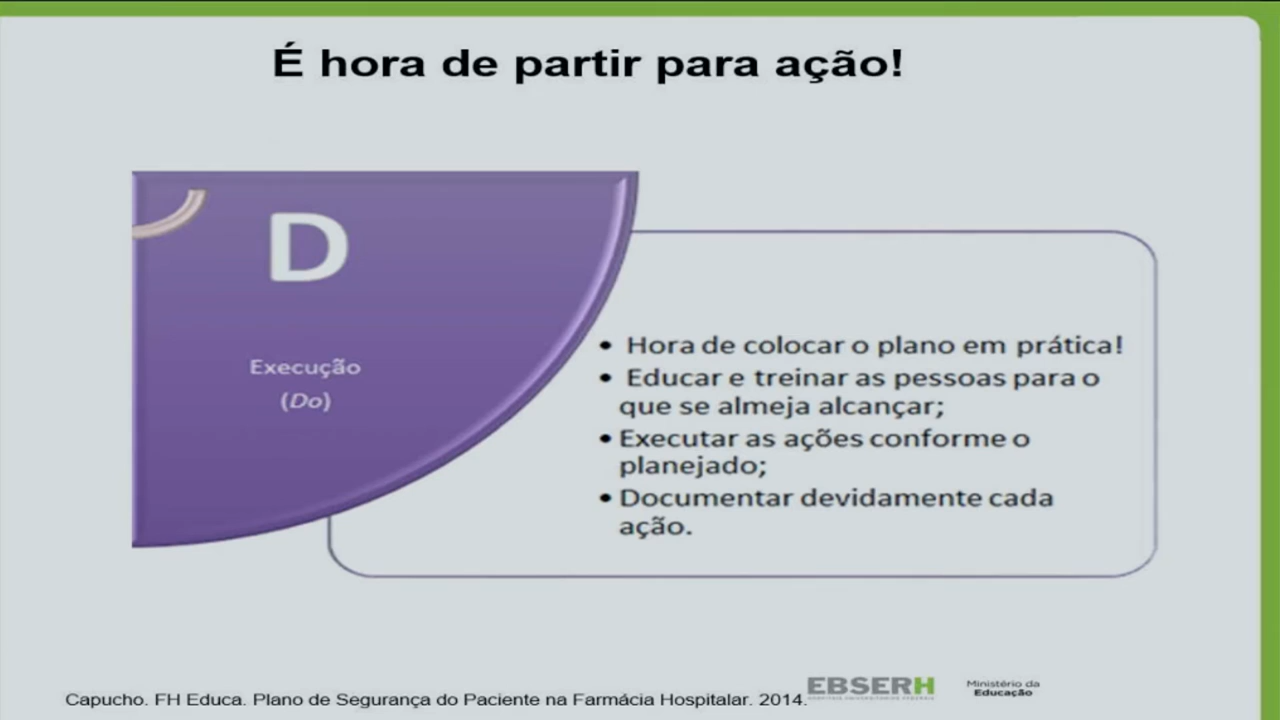 É hora de partir para ação!
D
Execução
(Do)
• Hora de colocar o plano em prática!
• Educar e treinar as pessoas para o
que se almeja alcançar;
• Executar as ações conforme o
planejado;
• Documentar devidamente cada
ação.
Capucho. FH Educa. Plano de Segurança do Paciente na Farmácia Hospitalar. 2014.
EBSERH
Ministério da
Educação